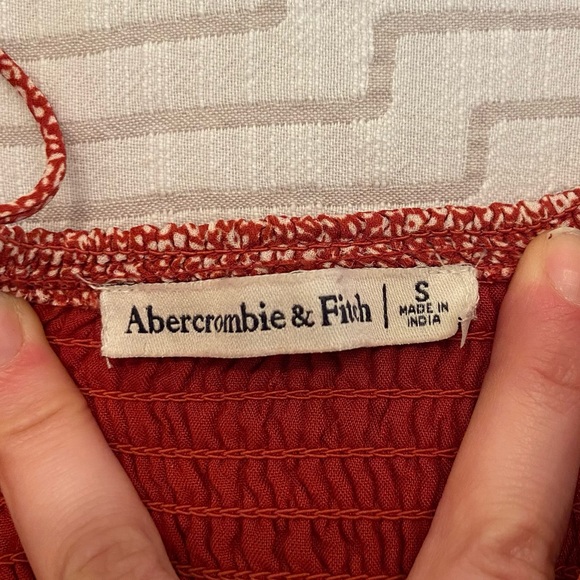 Abercrombie & Fitch | S
MADE IN
INDIA